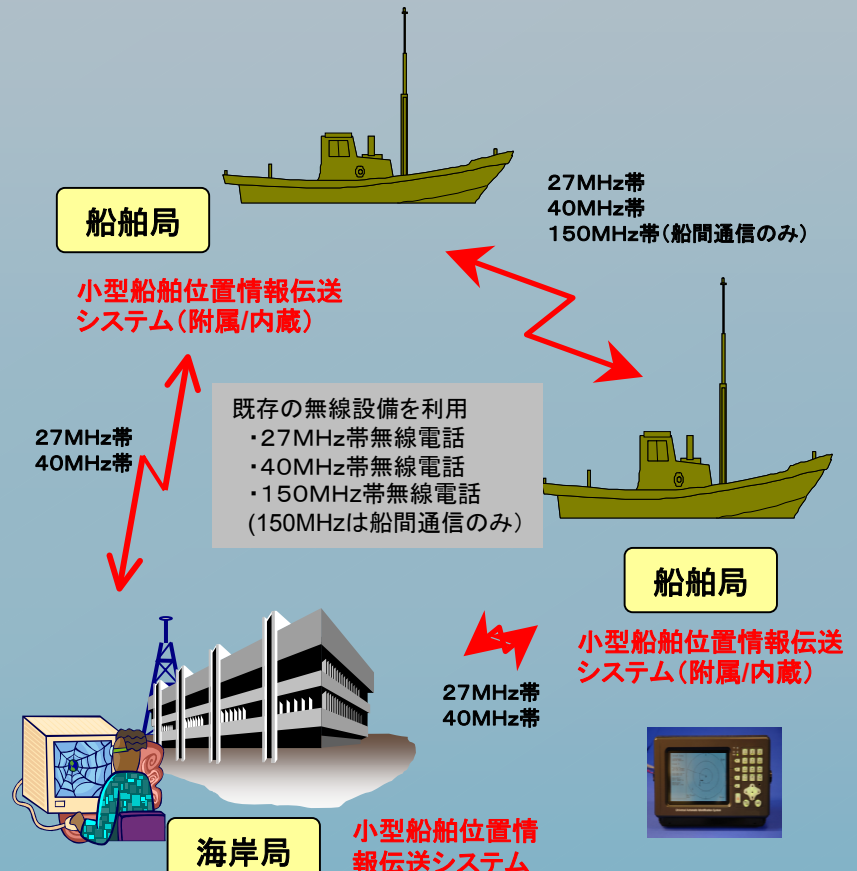 27MHz帯
40MHz帯
150MHz帯(船間通信のみ)
船舶局
小型船舶位置情報伝送
システム(附属/内蔵)
27MHz帯
40MHz帯
既存の無線設備を利用
・27MHz帯無線電話
・40MHz帯無線電話
・150MHz帯無線電話
(150MHzは船間通信のみ)
船舶局
小型船舶位置情報伝送
システム(附属/内蔵)
27MHz帯
40MHz帯
海岸局
小型船舶位置情
報伝送システム